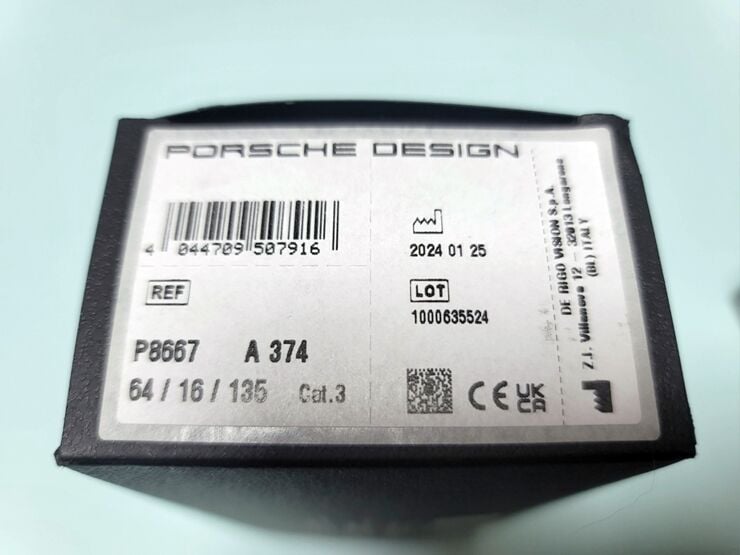 PORSCHE DESIGN
4 044709 507916
REF
P8667 A 374
64 / 16 / 135 Cat.3
2024 01 25
LOT
1000635524
CE UK CA
DE RIGO VISION S.p.A.
Z.I. Villanova 12 - 32013 Longarone
(BL) ITALY